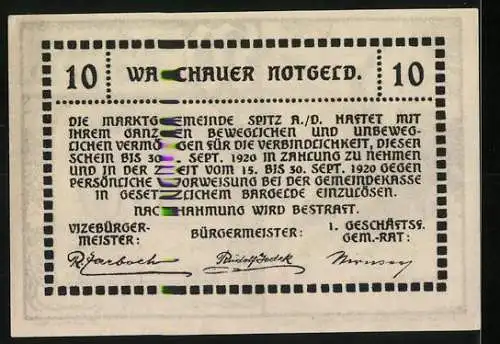 10 WACHAUER NOTGELD. 10
DIE MARKTGEMEINDE SPITZ A./D. HAFTET MIT
IHREM GANZEN BEWEGLICHEN UND UNBEWEG-
LICHEN VERMÖGEN FÜR DIE VERBINDLICHKEIT, DIESEN
SCHEIN BIS 30. SEPT. 1920 IN ZAHLUNG ZU NEHMEN
UND IN DER ZEIT VOM 15. BIS 30. SEPT. 1920 GEGEN
PERSÖNLICHE VORWEISUNG BEI DER GEMEINDEKASSE
IN GESETZLICHEM BARGELDE EINZULÖSEN.
NACHAHMUNG WIRD BESTRAFT.
VIZEBÜRGER-
MEISTER:
BÜRGERMEISTER:
1. GESCHÄFTSF.
GEM.-RAT: